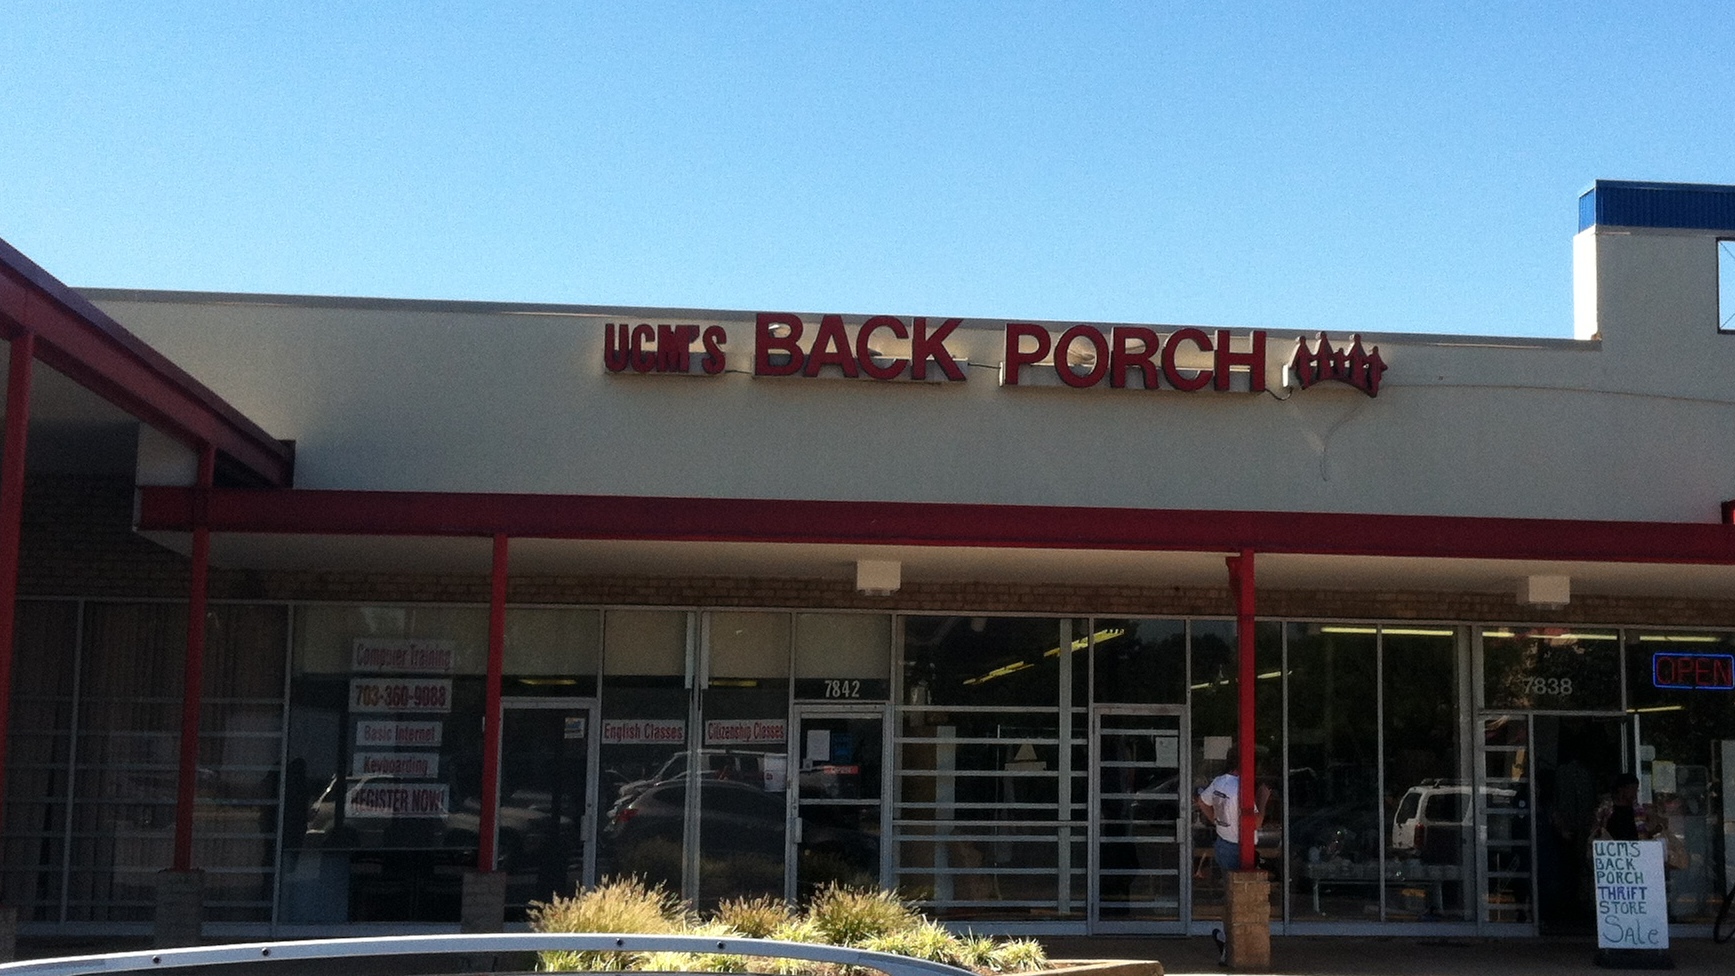 UCM'S BACK PORCH
Computer Training
703-360-9088
Basic Internet
Keyboarding
REGISTER NOW!
English Classes
Citizenship Classes
7842
7838
OPEN
UCMS
BACK
PORCH
THRIFT
STORE
Sale